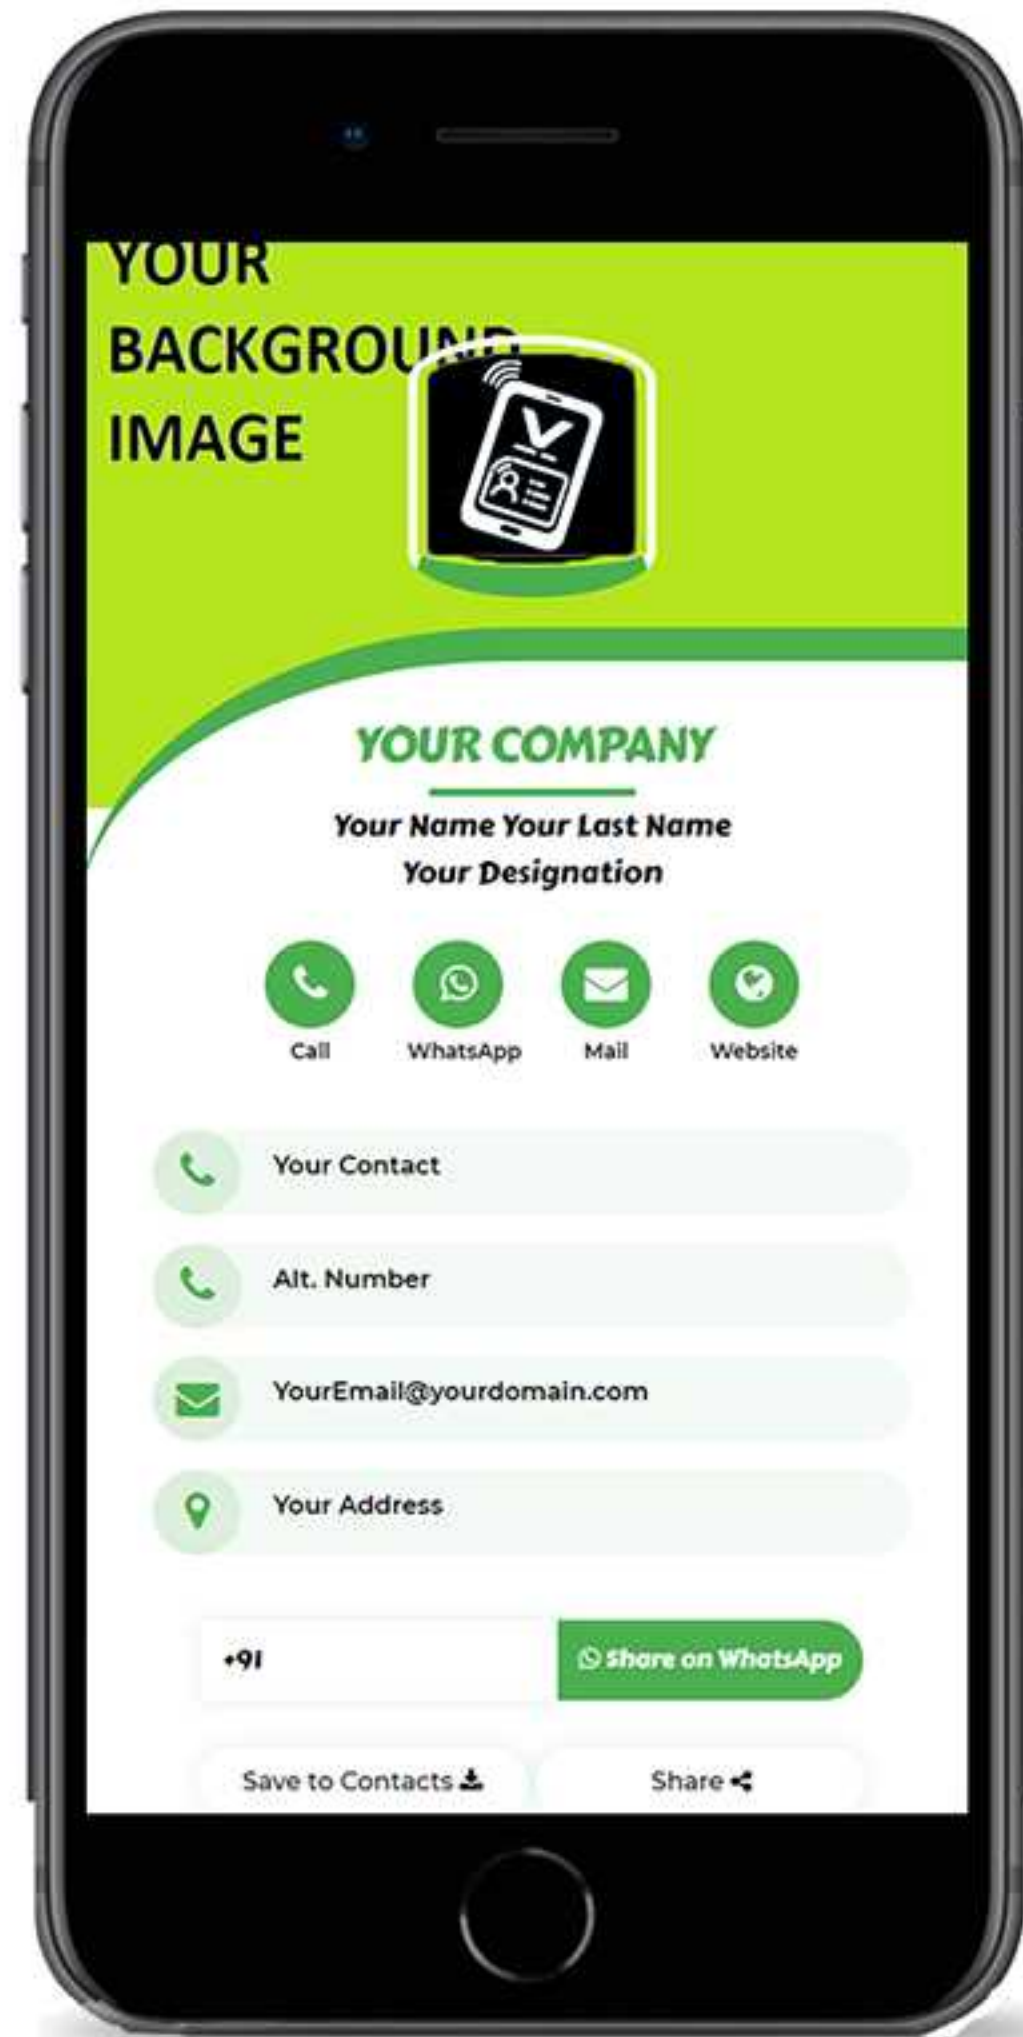 YOUR
BACKGROUND
IMAGE
YOUR COMPANY
Your Name Your Last Name
Your Designation
Call WhatsApp Mail Website
Your Contact
Alt. Number
YourEmail@yourdomain.com
Your Address
+91 Share on WhatsApp
Save to Contacts Share